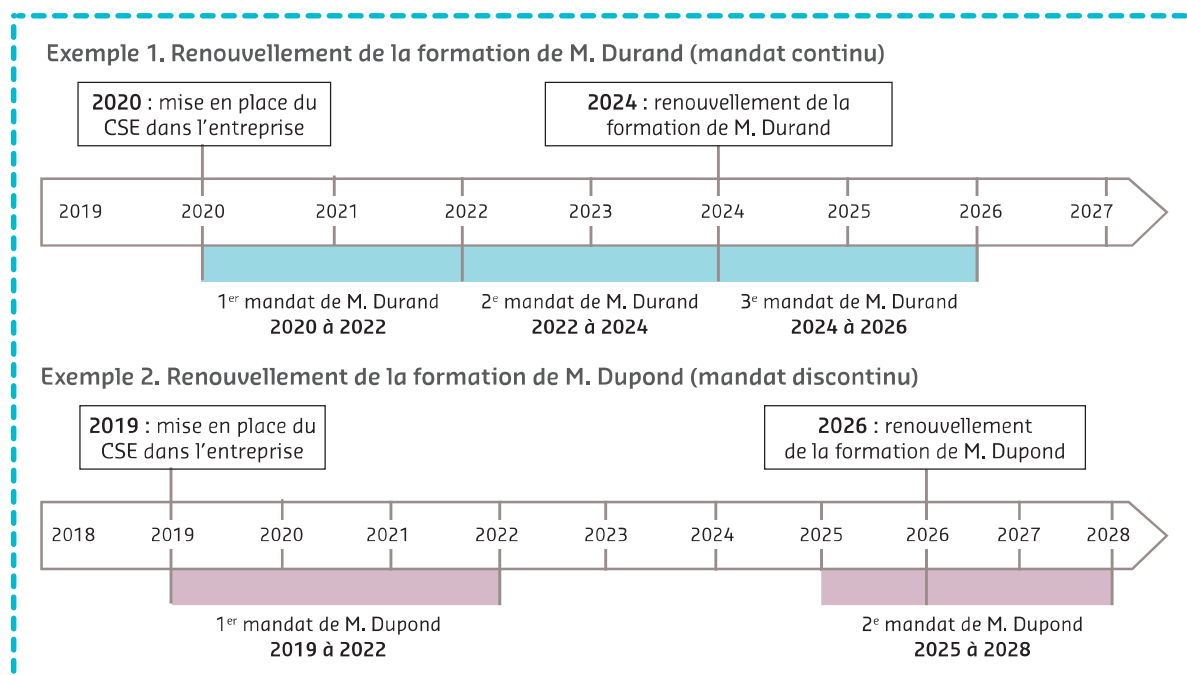 Exemple 1. Renouvellement de la formation de M. Durand (mandat continu)
2020 : mise en place du
CSE dans l'entreprise
2024 : renouvellement de la
formation de M. Durand
2019 2020 2021 2022 2023 2024 2025 2026 2027
1er mandat de M. Durand
2020 à 2022
2e mandat de M. Durand
2022 à 2024
3e mandat de M. Durand
2024 à 2026
Exemple 2. Renouvellement de la formation de M. Dupond (mandat discontinu)
2019 : mise en place du
CSE dans l'entreprise
2026 : renouvellement
de la formation de M. Dupond
2018 2019 2020 2021 2022 2023 2024 2025 2026 2027 2028
1er mandat de M. Dupond
2019 à 2022
2e mandat de M. Dupond
2025 à 2028